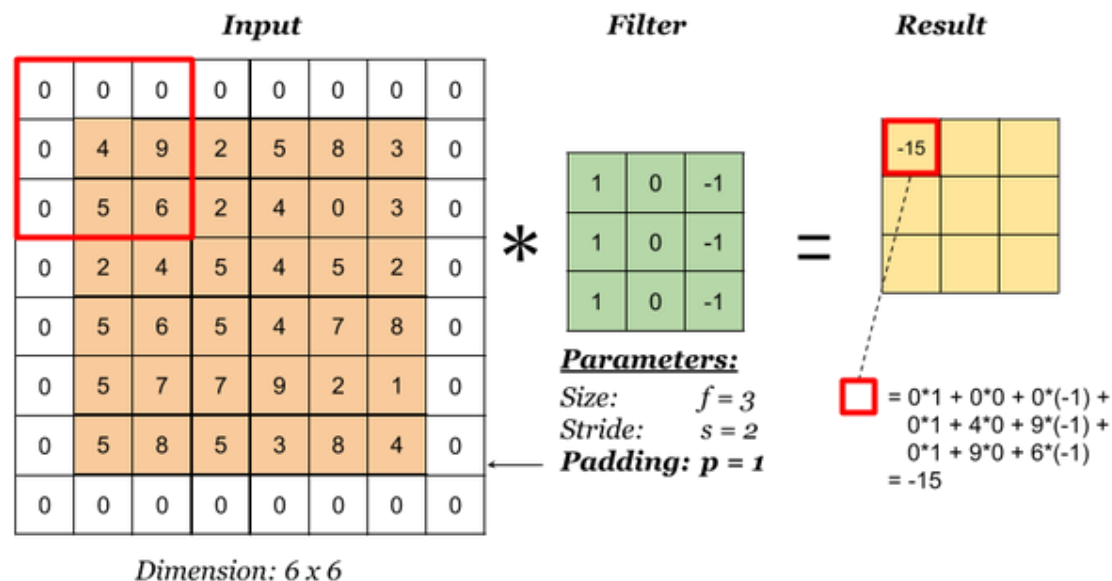 Input Filter Result
0 0 0 0 0 0 0 0
0 4 9 2 5 8 3 0
0 5 6 2 4 0 3 0
0 2 4 5 4 5 2 0
0 5 6 5 4 7 8 0
0 5 7 7 9 2 1 0
0 5 8 5 3 8 4 0
0 0 0 0 0 0 0 0
Dimension: 6 x 6
*
1 0 -1
1 0 -1
1 0 -1
Parameters:
Size: f = 3
Stride: s = 2
Padding: p = 1
=
-15
= 0*1 + 0*0 + 0*(-1) +
0*1 + 4*0 + 9*(-1) +
0*1 + 9*0 + 6*(-1)
= -15